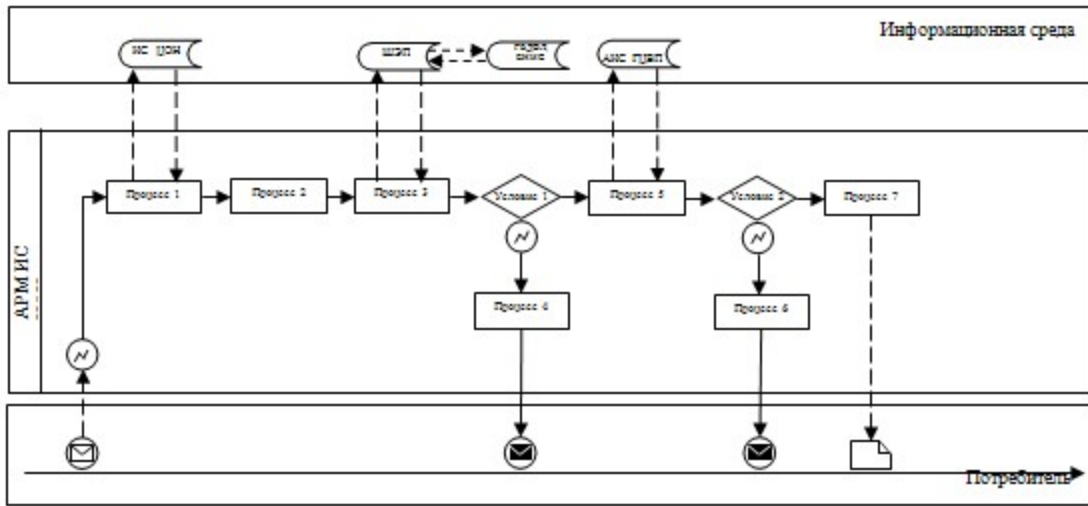 Информационная среда
ИС ЦОН
ШЭП
АИС ГЦВП
АРМ ИС
Процесс 1
Процесс 2
Процесс 3
Условие 1
Процесс 5
Условие 2
Процесс 7
Процесс 4
Процесс 6
Потребитель